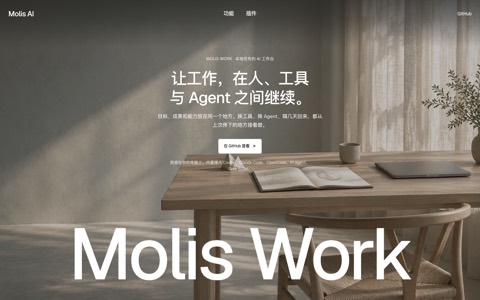 Molis AI
功能
插件
GitHub
MOLIS WORK · 本地优先的 AI 工作台
让工作，在人、工具
与 Agent 之间继续。
目标、成果和能力放在同一个地方。换工具、换 Agent、隔几天回来，都从
上次停下的地方接着做。
在 GitHub 查看
Molis Work